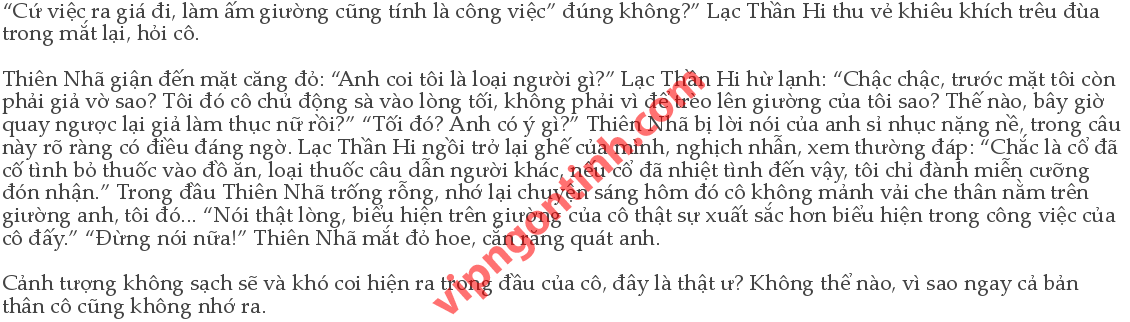 “Cứ việc ra giá đi, làm ấm giường cũng tính là công việc” đúng không?” Lạc Thần Hi thu vẻ khiêu khích trêu đùa
trong mắt lại, hỏi cô.
Thiên Nhã giận đến mặt căng đỏ: “Anh coi tôi là loại người gì?” Lạc Thần Hi hừ lạnh: “Chậc chậc, trước mặt tôi còn
phải giả vờ sao? Tôi đó cô chủ động sà vào lòng tối, không phải vì để trèo lên giường của tôi sao? Thế nào, bây giờ
quay ngược lại giả làm thục nữ rồi?” “Tối đó? Anh có ý gì?” Thiên Nhã bị lời nói của anh sỉ nhục nặng nề, trong câu
này rõ ràng có điều đáng ngờ. Lạc Thần Hi ngồi trở lại ghế của mình, nghịch nhẫn, xem thường đáp: “Chắc là cổ đã
cố tình bỏ thuốc vào đồ ăn, loại thuốc câu dẫn người khác, nếu cổ đã nhiệt tình đến vậy, tôi chỉ đành miễn cưỡng
đón nhận.” Trong đầu Thiên Nhã trống rỗng, nhớ lại chuyện sáng hôm đó cô không mảnh vải che thân nằm trên
giường anh, tôi đó... “Nói thật lòng, biểu hiện trên giường của cô thật sự xuất sắc hơn biểu hiện trong công việc của
cô đấy.” “Đừng nói nữa!” Thiên Nhã mắt đỏ hoe, cắn răng quát anh.
Cảnh tượng không sạch sẽ và khó coi hiện ra trong đầu của cô, đây là thật ư? Không thể nào, vì sao ngay cả bản
thân cô cũng không nhớ ra.
vipngontinh.com